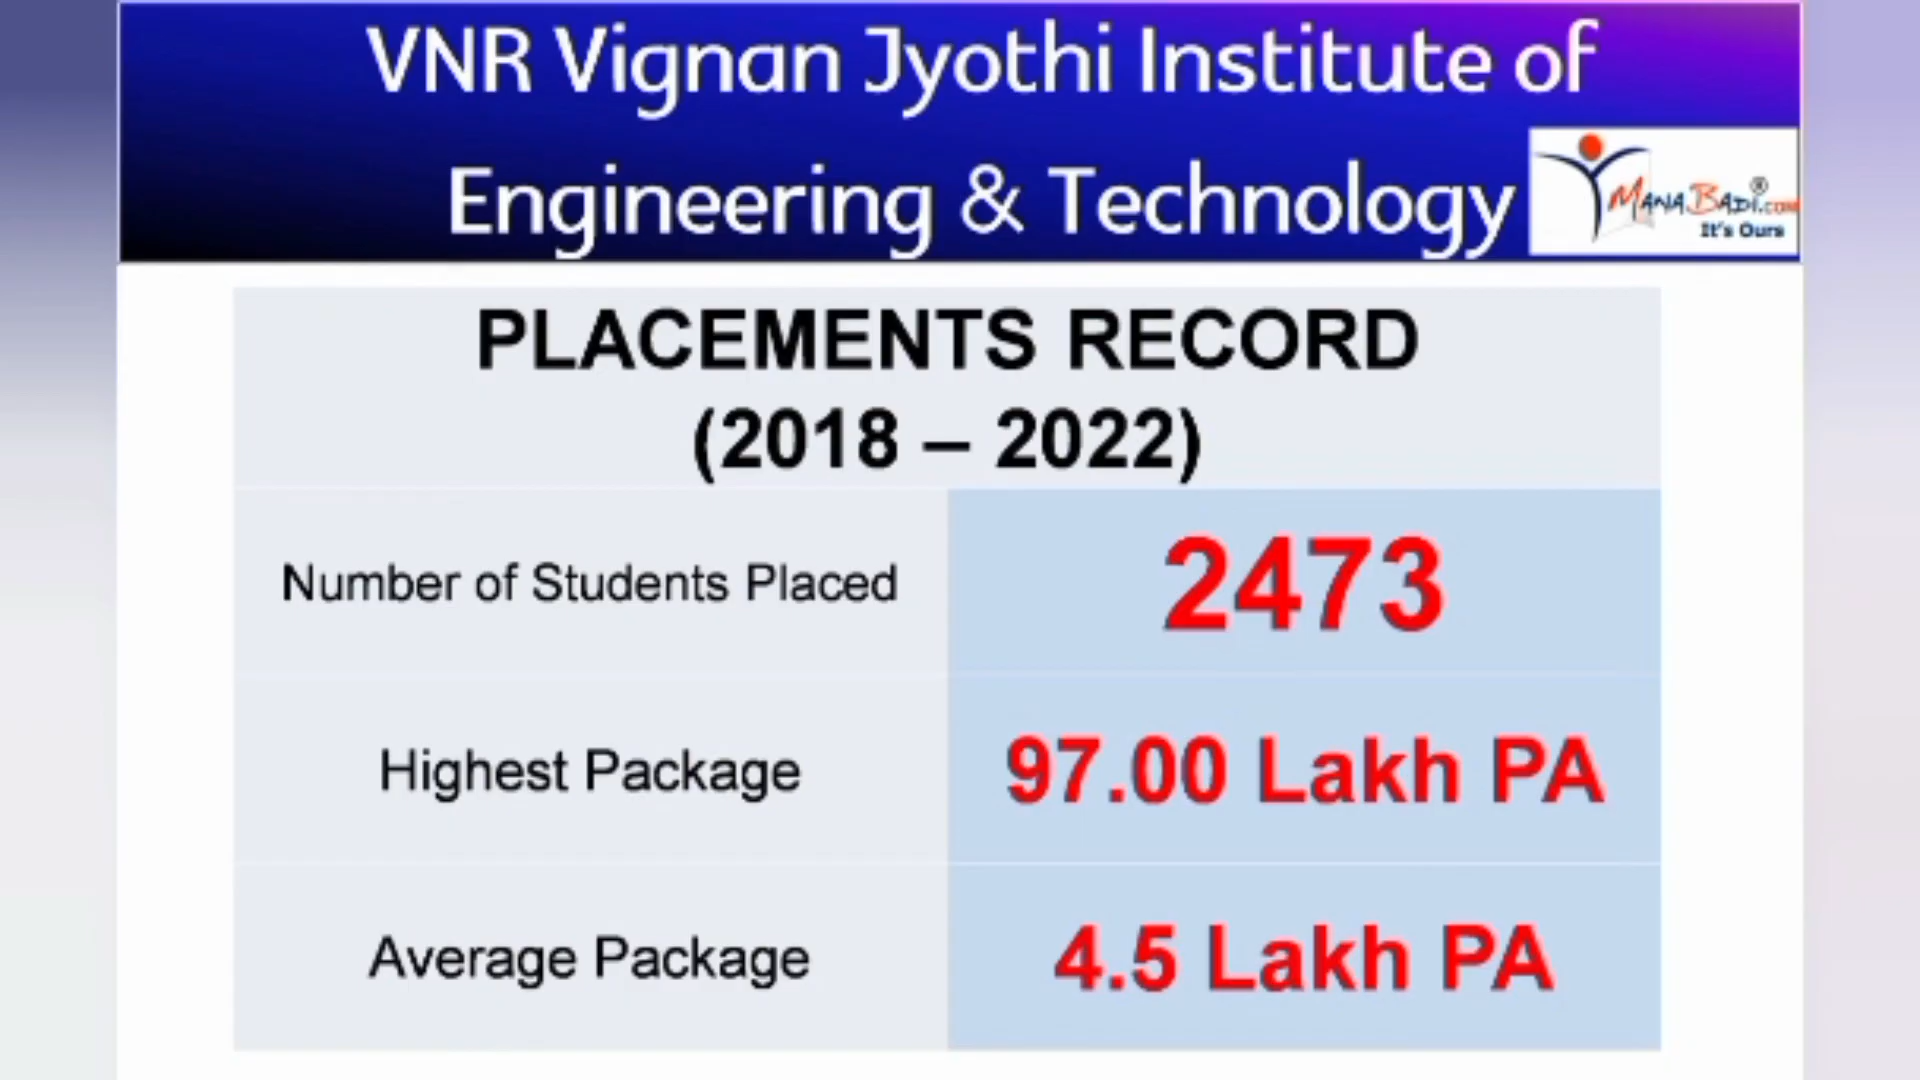 VNR Vignan Jyothi Institute of
Engineering & Technology
MANABADI.COM®
It's Ours
PLACEMENTS RECORD
(2018 – 2022)
Number of Students Placed 2473
Highest Package 97.00 Lakh PA
Average Package 4.5 Lakh PA